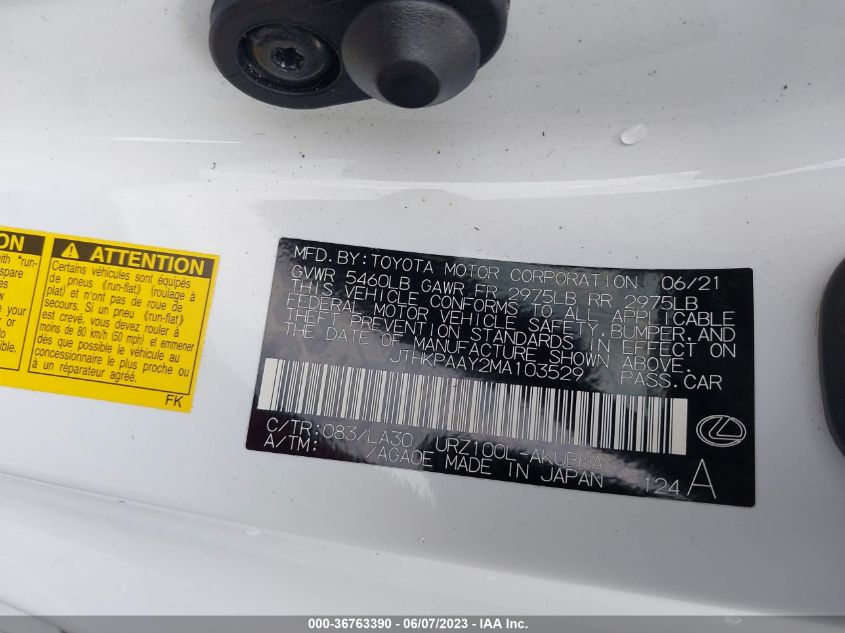 ON
with "run-
spare
or
ATTENTION
Certains véhicules sont équipés
de pneus (run-flat) (roulage à
plat) et n'ont pas de roue de
secours. Si un pneu (run-flat)
est crevé, vous devez rouler à
moins de 80 km/h (50 mph) et emmener
dès que possible le véhicule au
concessionnaire le plus proche ou
à un réparateur agréé.
FK
MFD. BY: TOYOTA MOTOR CORPORATION 06/21
GVWR 5460LB GAWR FR 2975LB RR 2975LB
THIS VEHICLE CONFORMS TO ALL APPLICABLE
FEDERAL MOTOR VEHICLE SAFETY, BUMPER, AND
THEFT PREVENTION STANDARDS IN EFFECT ON
THE DATE OF MANUFACTURE SHOWN ABOVE.
JTHKPAAY2MA103529 PASS. CAR
C/TR: 083/LA30 URZ100L-AKUBHA
A/TM: /AGA0E MADE IN JAPAN 124 A
000-36763390 - 06/07/2023 - IAA Inc.